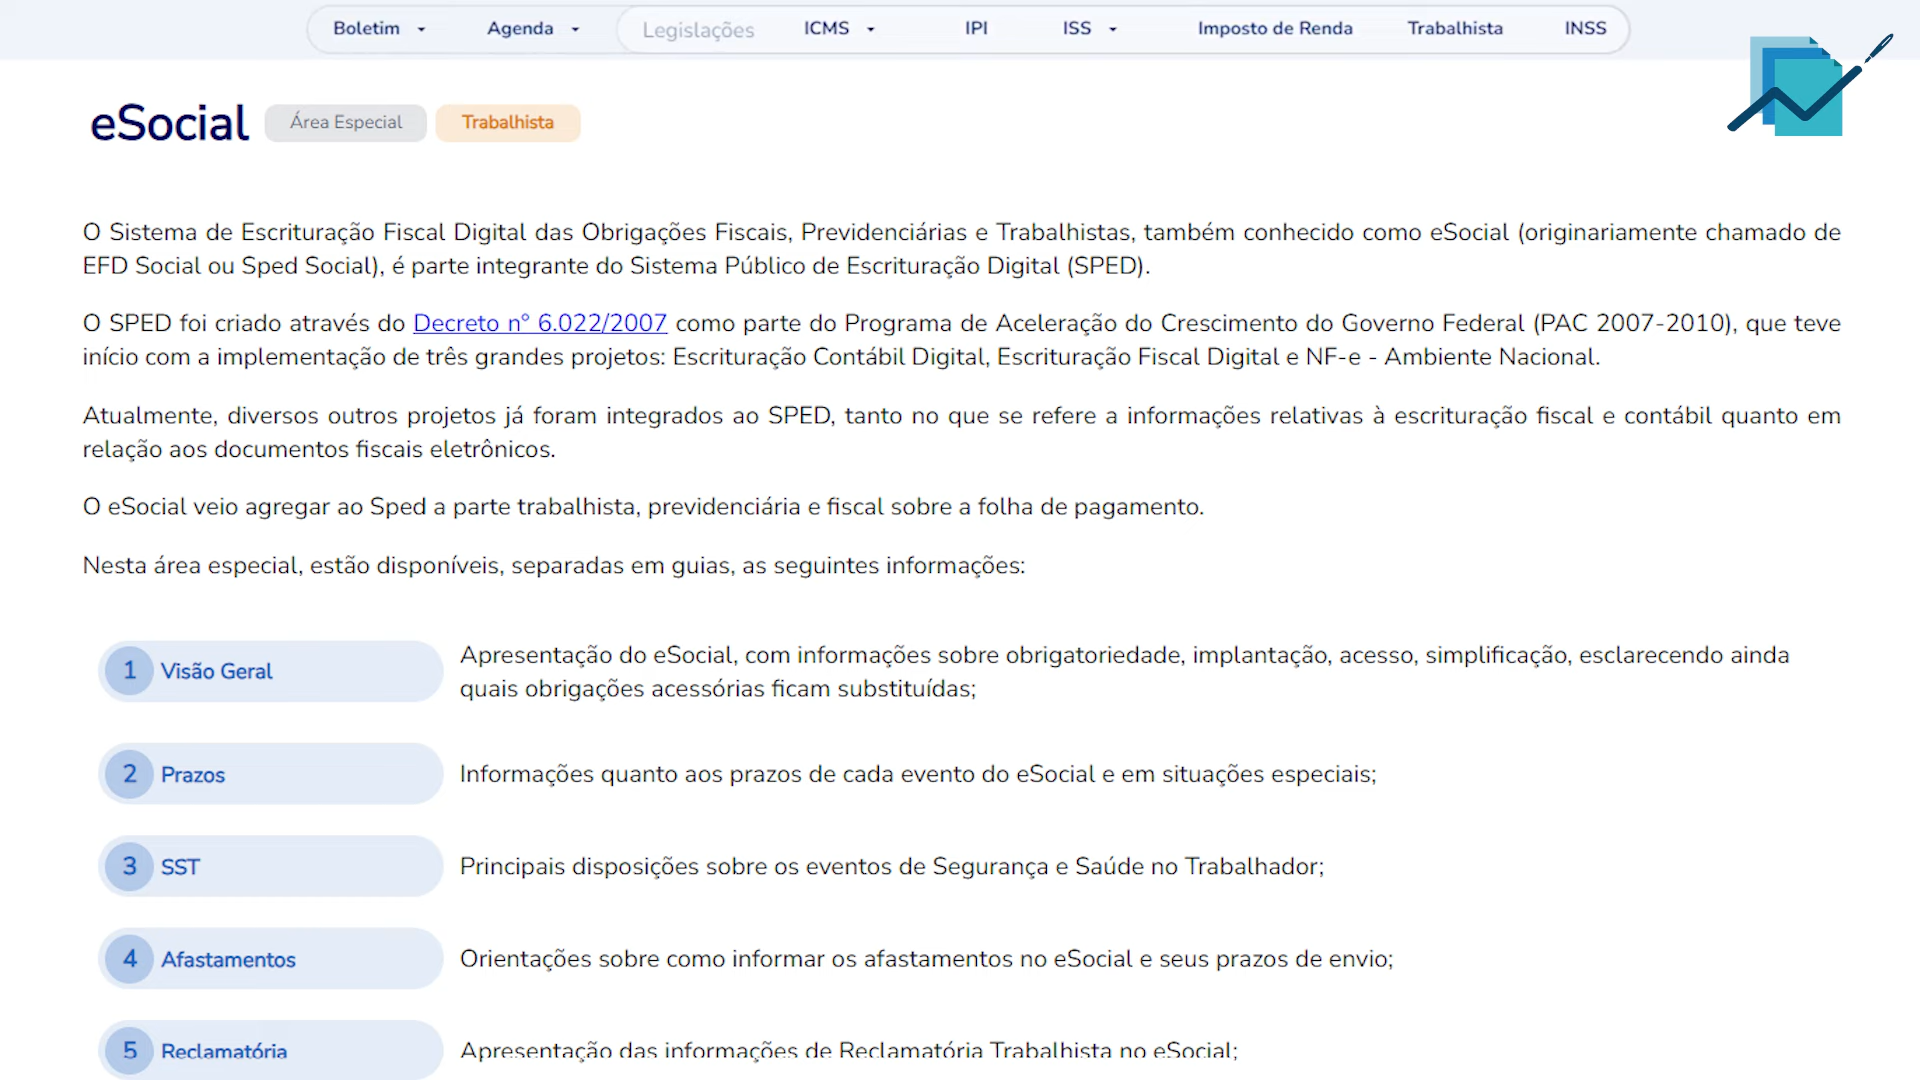 Boletim Agenda Legislações ICMS IPI ISS Imposto de Renda Trabalhista INSS
eSocial Área Especial Trabalhista
O Sistema de Escrituração Fiscal Digital das Obrigações Fiscais, Previdenciárias e Trabalhistas, também conhecido como eSocial (originariamente chamado de
EFD Social ou Sped Social), é parte integrante do Sistema Público de Escrituração Digital (SPED).
O SPED foi criado através do Decreto nº 6.022/2007 como parte do Programa de Aceleração do Crescimento do Governo Federal (PAC 2007-2010), que teve
início com a implementação de três grandes projetos: Escrituração Contábil Digital, Escrituração Fiscal Digital e NF-e - Ambiente Nacional.
Atualmente, diversos outros projetos já foram integrados ao SPED, tanto no que se refere a informações relativas à escrituração fiscal e contábil quanto em
relação aos documentos fiscais eletrônicos.
O eSocial veio agregar ao Sped a parte trabalhista, previdenciária e fiscal sobre a folha de pagamento.
Nesta área especial, estão disponíveis, separadas em guias, as seguintes informações:
1 Visão Geral
Apresentação do eSocial, com informações sobre obrigatoriedade, implantação, acesso, simplificação, esclarecendo ainda
quais obrigações acessórias ficam substituídas;
2 Prazos
Informações quanto aos prazos de cada evento do eSocial e em situações especiais;
3 SST
Principais disposições sobre os eventos de Segurança e Saúde no Trabalhador;
4 Afastamentos
Orientações sobre como informar os afastamentos no eSocial e seus prazos de envio;
5 Reclamatória
Apresentação das informações de Reclamatória Trabalhista no eSocial;